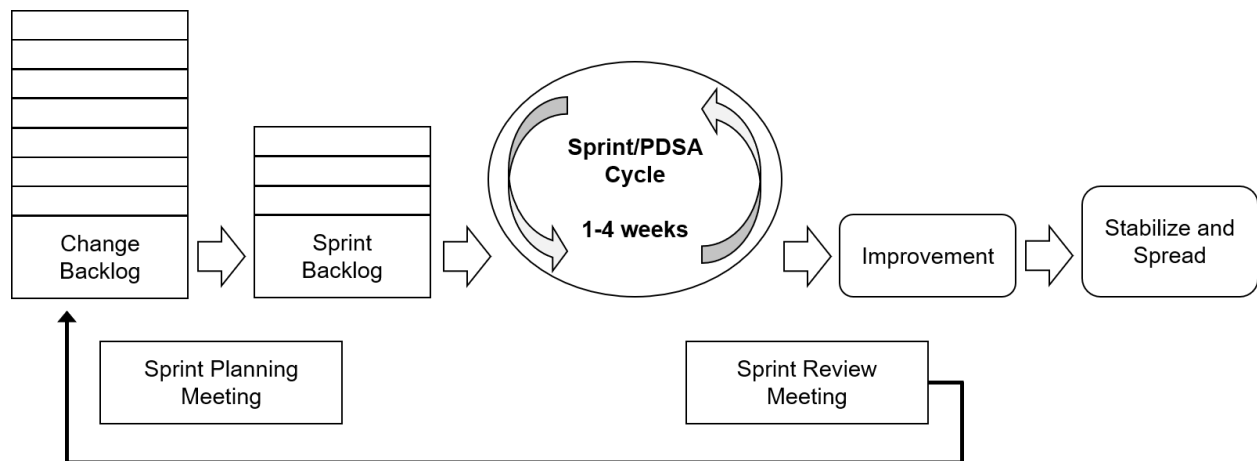 Change
Backlog
Sprint
Backlog
Sprint/PDSA
Cycle
1-4 weeks
Improvement
Stabilize and
Spread
Sprint Planning
Meeting
Sprint Review
Meeting